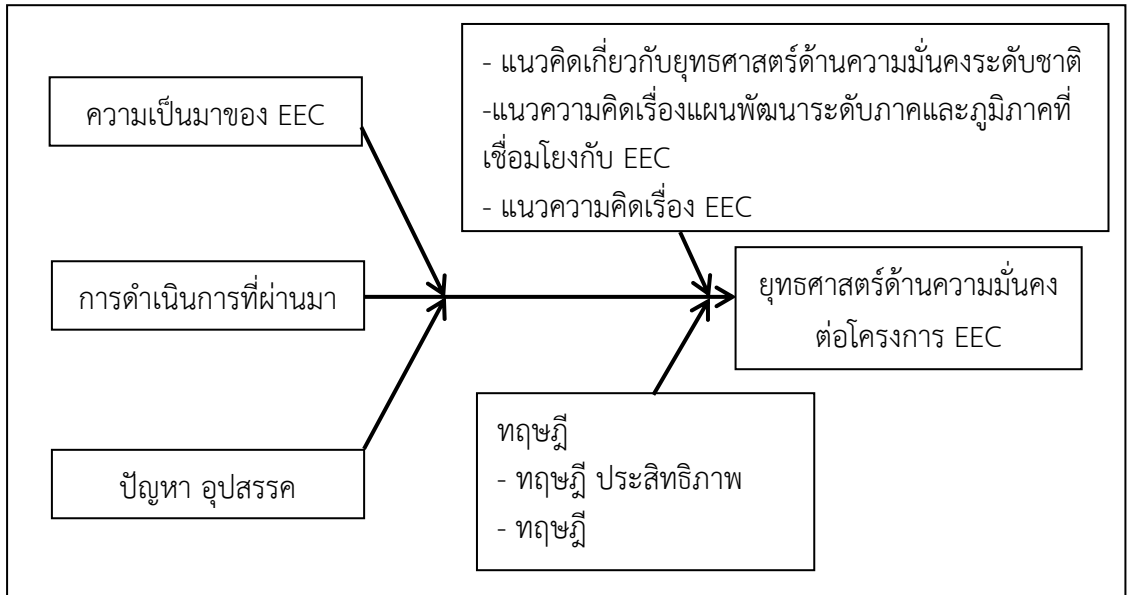 ความเป็นมาของ EEC
การดำเนินการที่ผ่านมา
ปัญหา อุปสรรค
- แนวคิดเกี่ยวกับยุทธศาสตร์ด้านความมั่นคงระดับชาติ
-แนวความคิดเรื่องแผนพัฒนาระดับภาคและภูมิภาคที่
เชื่อมโยงกับ EEC
- แนวความคิดเรื่อง EEC
ทฤษฎี
- ทฤษฎี ประสิทธิภาพ
- ทฤษฎี
ยุทธศาสตร์ด้านความมั่นคง
ต่อโครงการ EEC